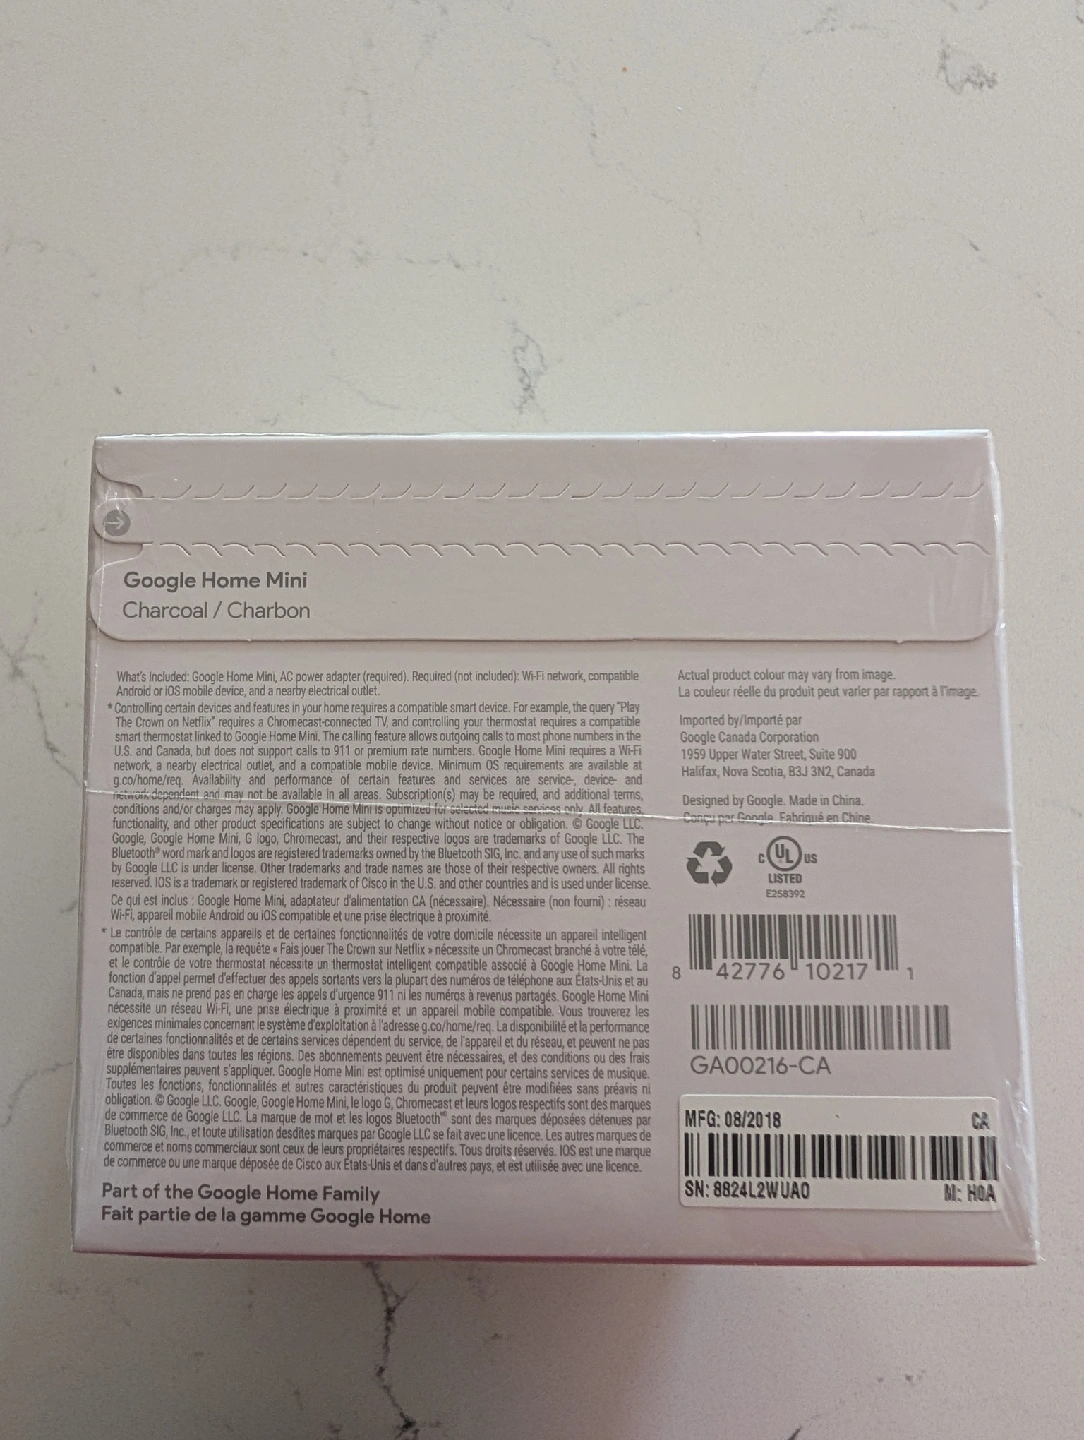 Google Home Mini
Charcoal / Charbon
What's Included: Google Home Mini, AC power adapter (required). Required (not included): Wi-Fi network, compatible
Android or iOS mobile device, and a nearby electrical outlet.
* Controlling certain devices and features in your home requires a compatible smart device. For example, the query "Play
The Crown on Netflix" requires a Chromecast-connected TV, and controlling your thermostat requires a compatible
smart thermostat linked to Google Home Mini. The calling feature allows outgoing calls to most phone numbers in the
U.S. and Canada, but does not support calls to 911 or premium rate numbers. Google Home Mini requires a Wi-Fi
network, a nearby electrical outlet, and a compatible mobile device. Minimum OS requirements are available at
g.co/home/req. Availability and performance of certain features and services are service-, device- and
network-dependent and may not be available in all areas. Subscription(s) may be required, and additional terms,
conditions and/or charges may apply. Google Home Mini is optimized for selected music services only. All features,
functionality, and other product specifications are subject to change without notice or obligation. © Google LLC.
Google, Google Home Mini, G logo, Chromecast, and their respective logos are trademarks of Google LLC. The
Bluetooth® word mark and logos are registered trademarks owned by the Bluetooth SIG, Inc. and any use of such marks
by Google LLC is under license. Other trademarks and trade names are those of their respective owners. All rights
reserved. IOS is a trademark or registered trademark of Cisco in the U.S. and other countries and is used under license.
Ce qui est inclus : Google Home Mini, adaptateur d'alimentation CA (nécessaire). Nécessaire (non fourni) : réseau
Wi-Fi, appareil mobile Android ou iOS compatible et une prise électrique à proximité.
* Le contrôle de certains appareils et de certaines fonctionnalités de votre domicile nécessite un appareil intelligent
compatible. Par exemple, la requête « Fais jouer The Crown sur Netflix » nécessite un Chromecast branché à votre télé,
et le contrôle de votre thermostat nécessite un thermostat intelligent compatible associé à Google Home Mini. La
fonction d'appel permet d'effectuer des appels sortants vers la plupart des numéros de téléphone aux États-Unis et au
Canada, mais ne prend pas en charge les appels d'urgence 911 ni les numéros à revenus partagés. Google Home Mini
nécessite un réseau Wi-Fi, une prise électrique à proximité et un appareil mobile compatible. Vous trouverez les
exigences minimales concernant le système d'exploitation à l'adresse g.co/home/req. La disponibilité et la performance
de certaines fonctionnalités et de certains services dépendent du service, de l'appareil et du réseau, et peuvent ne pas
être disponibles dans toutes les régions. Des abonnements peuvent être nécessaires, et des conditions ou des frais
supplémentaires peuvent s'appliquer. Google Home Mini est optimisé uniquement pour certains services de musique.
Toutes les fonctions, fonctionnalités et autres caractéristiques du produit peuvent être modifiées sans préavis ni
obligation. © Google LLC. Google, Google Home Mini, le logo G, Chromecast et leurs logos respectifs sont des marques
de commerce de Google LLC. La marque de mot et les logos Bluetooth® sont des marques déposées détenues par
Bluetooth SIG, Inc., et toute utilisation desdites marques par Google LLC se fait avec une licence. Les autres marques de
commerce et noms commerciaux sont ceux de leurs propriétaires respectifs. Tous droits réservés. IOS est une marque
de commerce ou une marque déposée de Cisco aux États-Unis et dans d'autres pays, et est utilisée avec une licence.
Part of the Google Home Family
Fait partie de la gamme Google Home
Actual product colour may vary from image.
La couleur réelle du produit peut varier par rapport à l'image.
Imported by/Importé par
Google Canada Corporation
1959 Upper Water Street, Suite 900
Halifax, Nova Scotia, B3J 3N2, Canada
Designed by Google. Made in China.
Conçu par Google. Fabriqué en Chine.
C UL US
LISTED
E258392
8 42776 10217 1
GA00216-CA
MFG: 08/2018 CA
SN: 8824L2WUA0 M: H0A